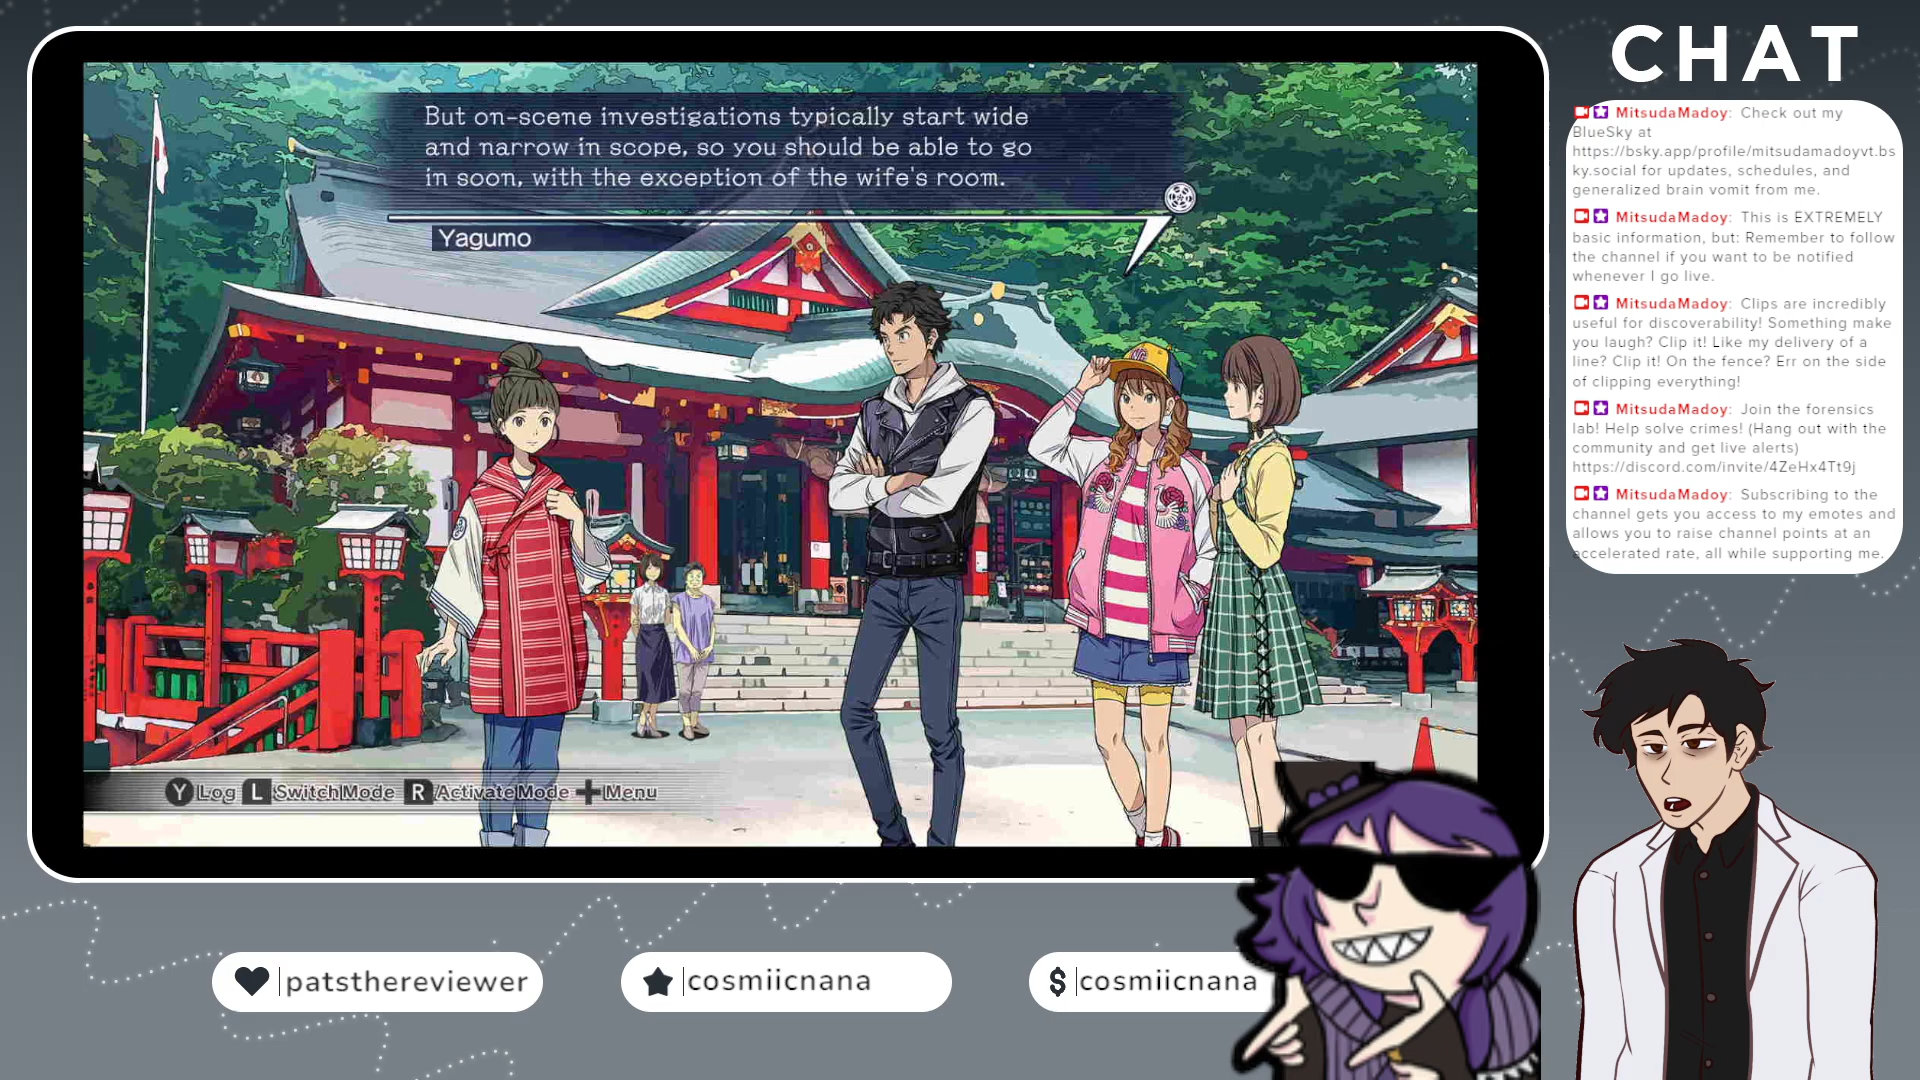 But on-scene investigations typically start wide
and narrow in scope, so you should be able to go
in soon, with the exception of the wife's room.
Yagumo
Y Log L SwitchMode R ActivateMode Menu
patsthereviewer
cosmiicnana
$ cosmiicnana
CHAT
MitsudaMadoy: Check out my
BlueSky at
https://bsky.app/profile/mitsudamadoyvt.bs
ky.social for updates, schedules, and
generalized brain vomit from me.
MitsudaMadoy: This is EXTREMELY
basic information, but: Remember to follow
the channel if you want to be notified
whenever I go live.
MitsudaMadoy: Clips are incredibly
useful for discoverability! Something make
you laugh? Clip it! Like my delivery of a
line? Clip it! On the fence? Err on the side
of clipping everything!
MitsudaMadoy: Join the forensics
lab! Help solve crimes! (Hang out with the
community and get live alerts)
https://discord.com/invite/4ZeHx4Tt9j
MitsudaMadoy: Subscribing to the
channel gets you access to my emotes and
allows you to raise channel points at an
accelerated rate, all while supporting me.